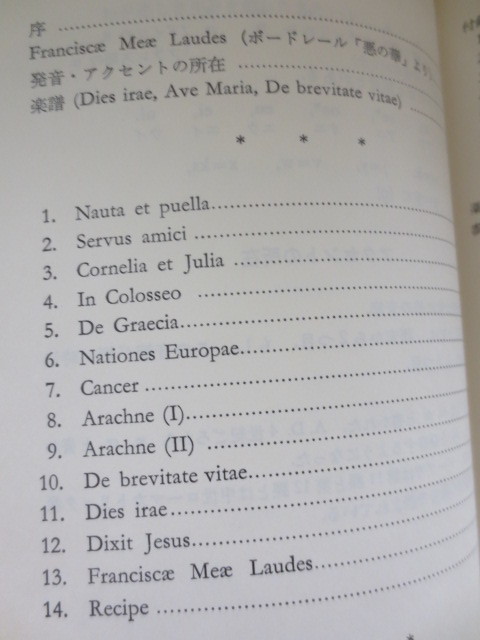 序 ……………………………
Franciscæ Meæ Laudes (ボードレール「悪の華」より)
発音・アクセントの所在 ……………………
楽譜 (Dies irae, Ave Maria, De brevitate vitae) ………
* * *
1. Nauta et puella……………………………
2. Servus amici ……………………………
3. Cornelia et Julia ……………………………
4. In Colosseo ……………………………
5. De Graecia……………………………
6. Nationes Europae……………………………
7. Cancer ……………………………
8. Arachne (I)……………………………
9. Arachne (II) ……………………………
10. De brevitate vitae……………………………
11. Dies irae……………………………
12. Dixit Jesus……………………………
13. Franciscæ Meæ Laudes……………………………
14. Recipe ……………………………
*